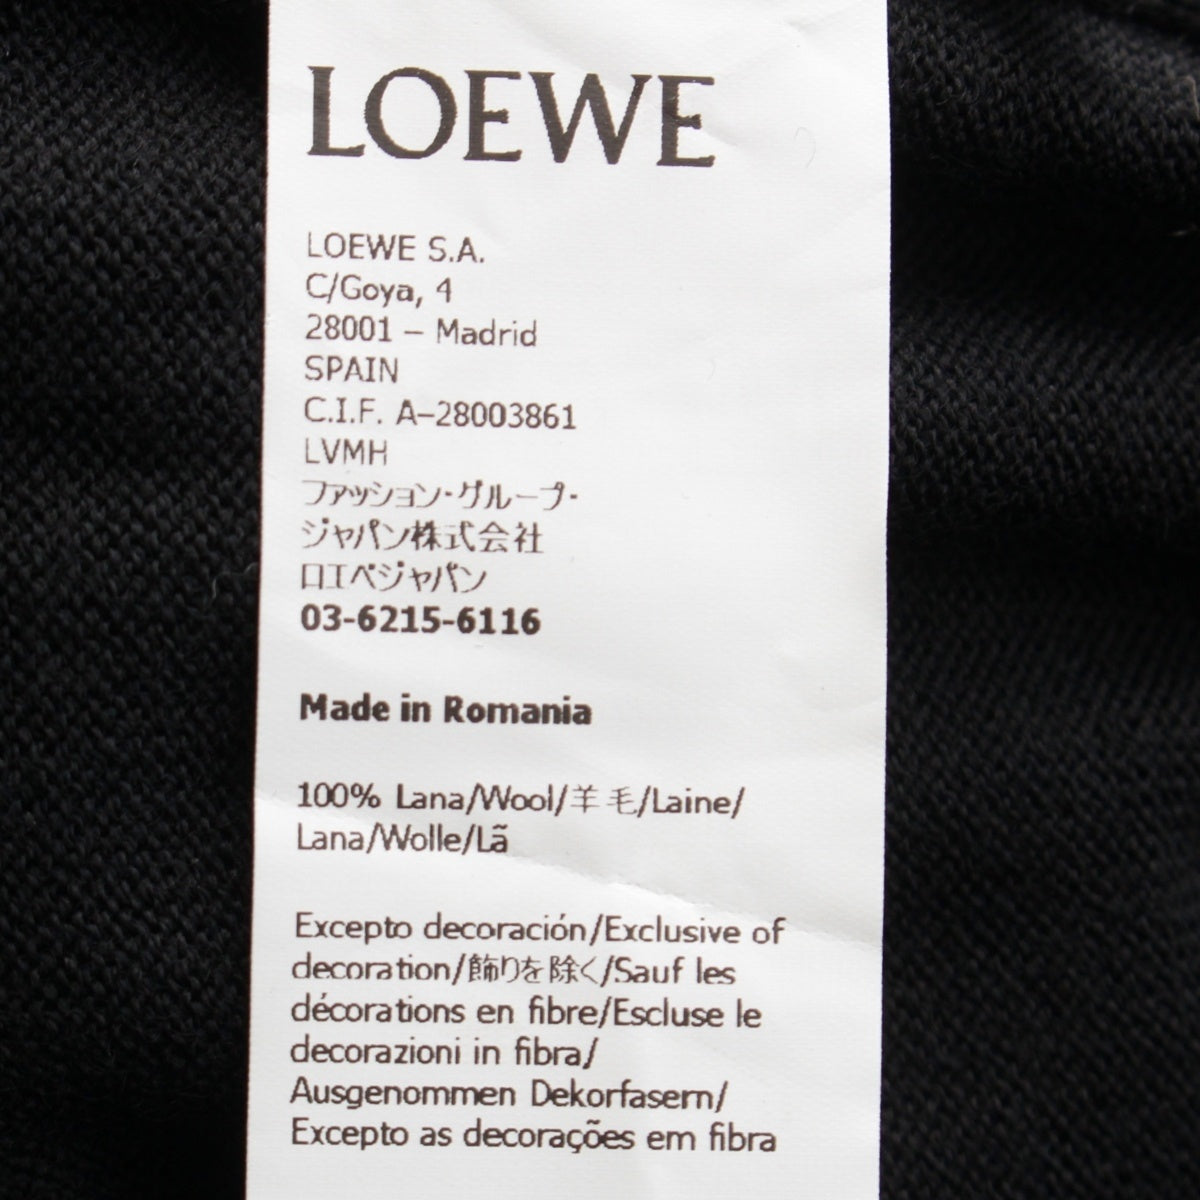 LOEWE
LOEWE S.A.
C/Goya, 4
28001 – Madrid
SPAIN
C.I.F. A–28003861
LVMH
ファッション・グループ・
ジャパン株式会社
ロエベジャパン
03-6215-6116
Made in Romania
100% Lana/Wool/羊毛/Laine/
Lana/Wolle/Lã
Excepto decoración/Exclusive of
decoration/飾りを除く/Sauf les
décorations en fibre/Escluse le
decorazioni in fibra/
Ausgenommen Dekorfasern/
Excepto as decorações em fibra